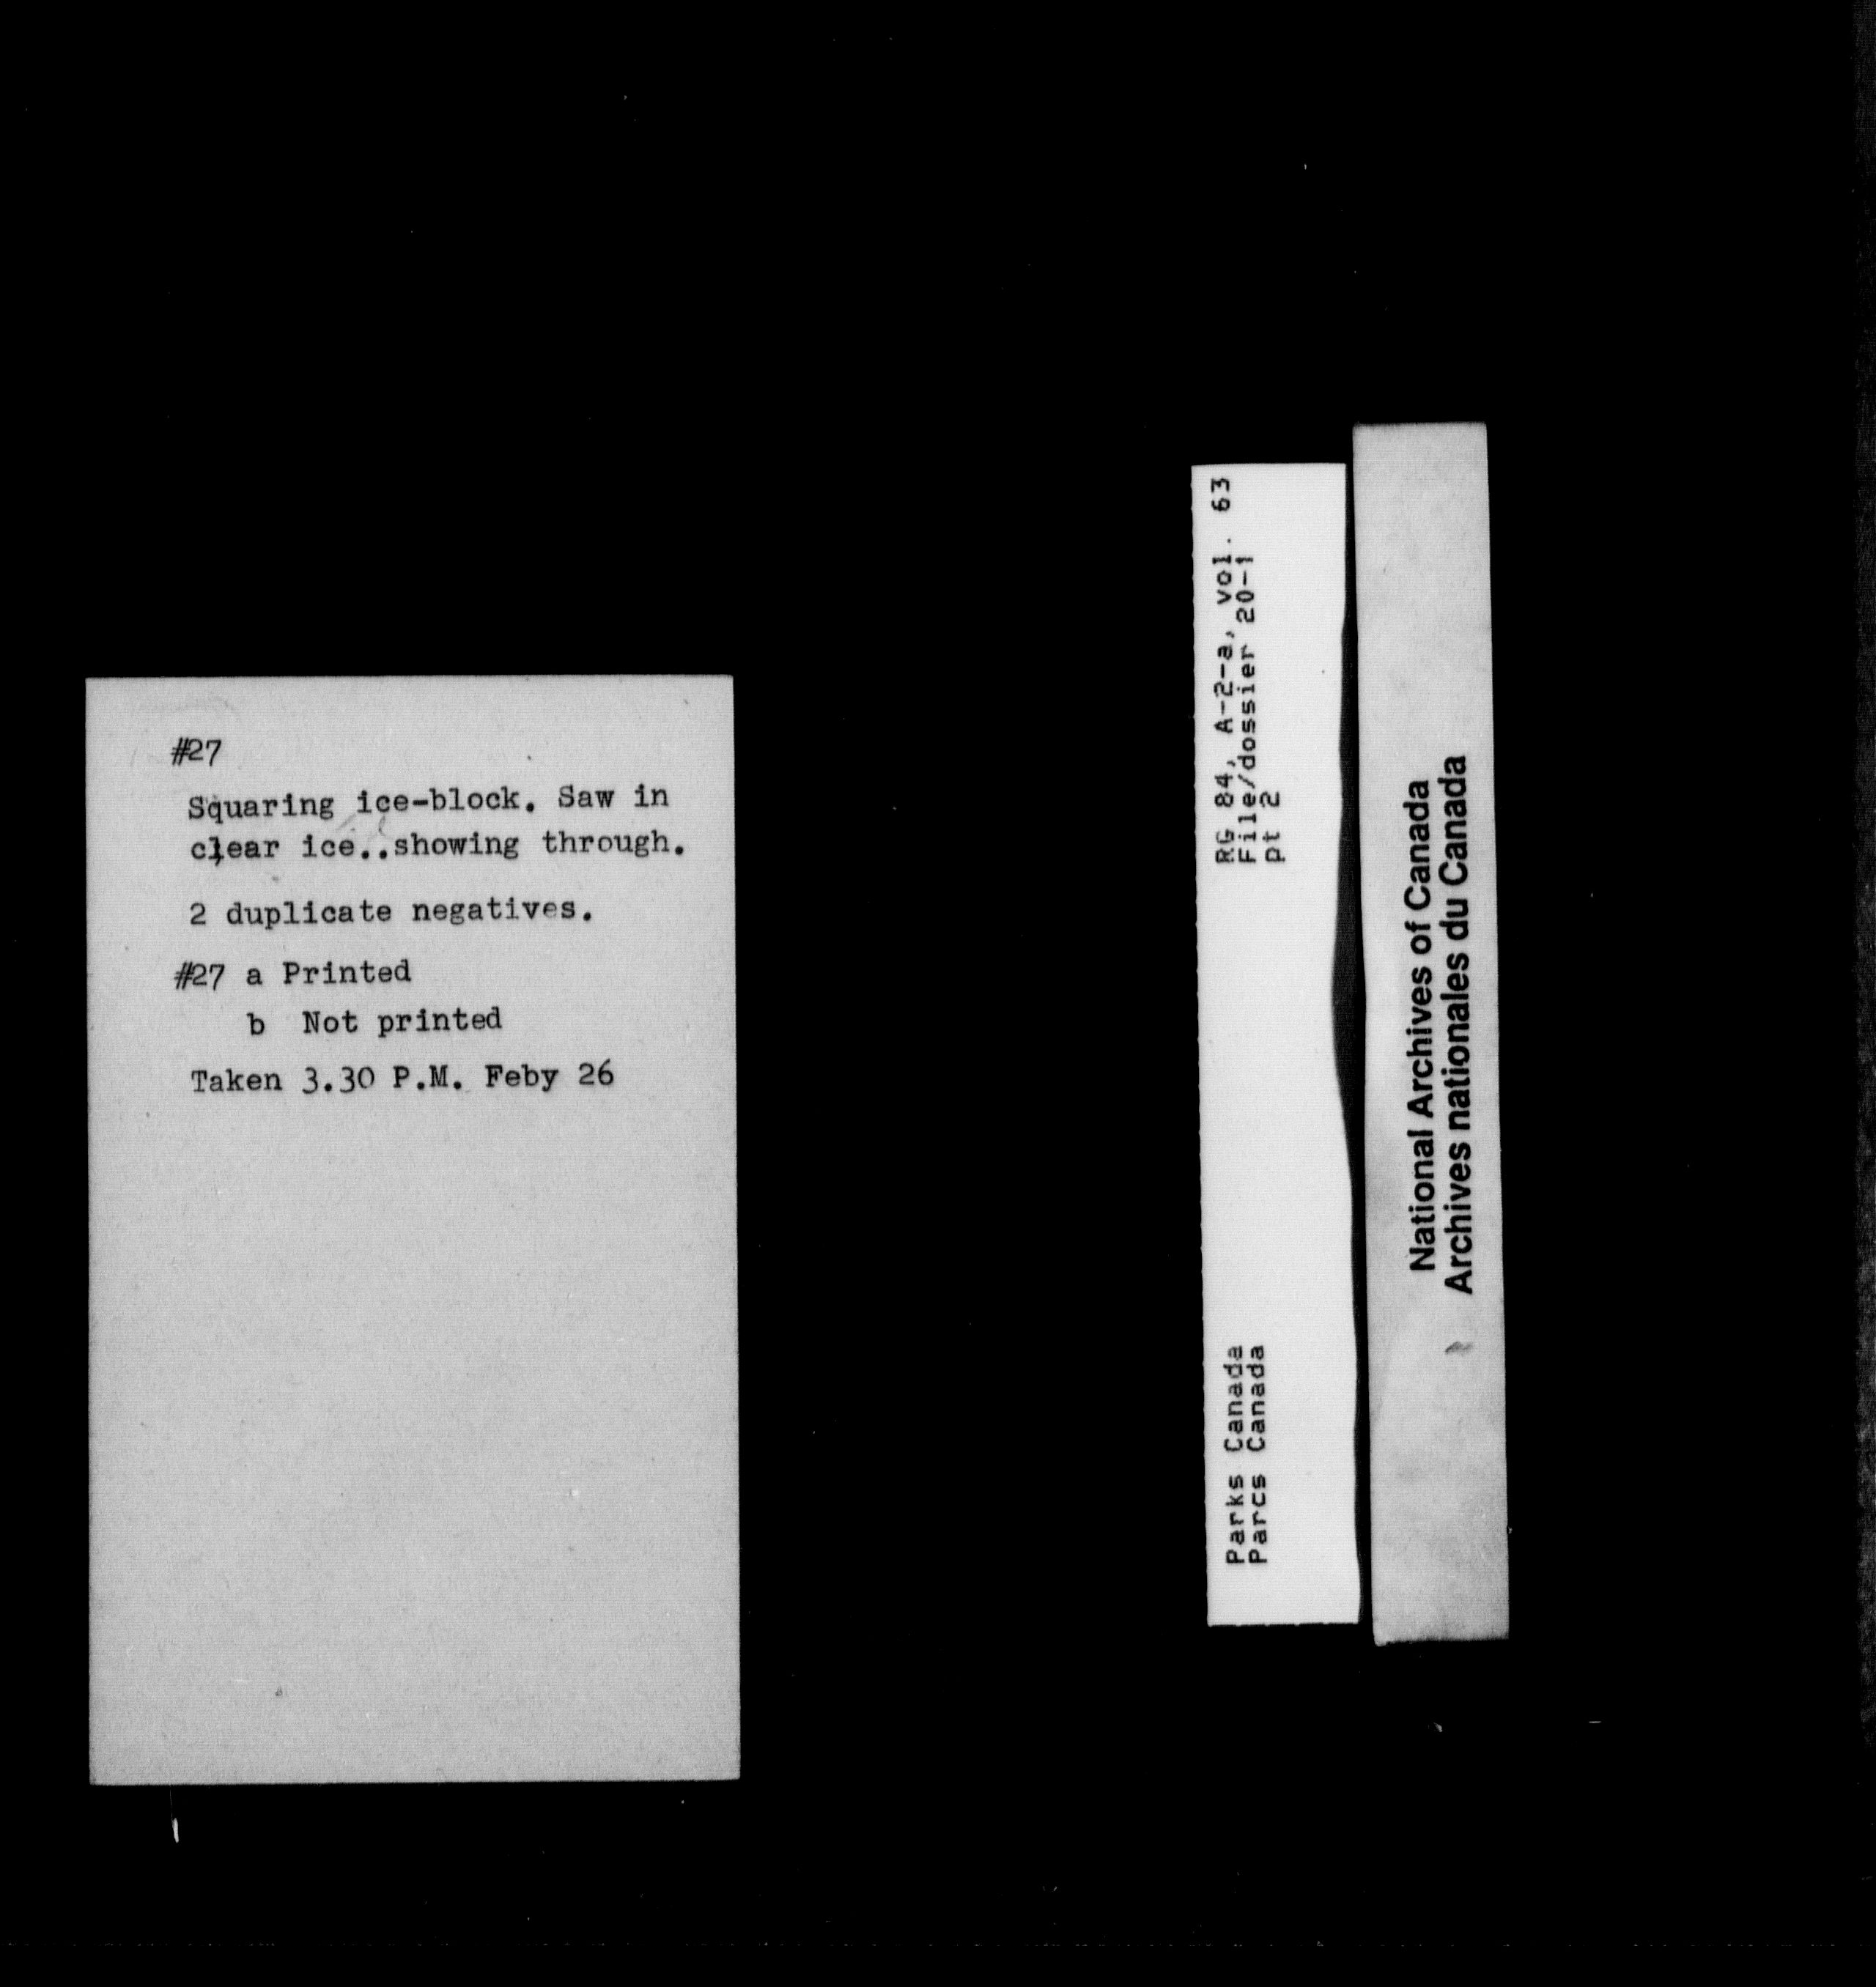 #27
Squaring ice-block. Saw in
clear ice..showing through.
2 duplicate negatives.
#27 a Printed
b Not printed
Taken 3.30 P.M. Feby 26
RG 84, A-2-a, vol. 63
File/dossier 20-1
pt 2
Parks Canada
Parcs Canada
National Archives of Canada
Archives nationales du Canada